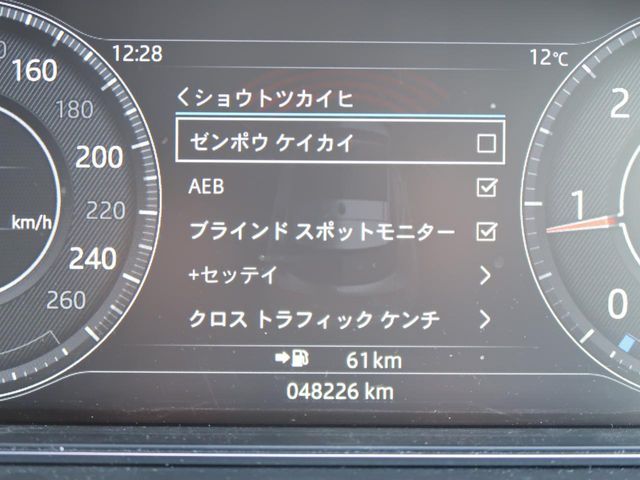 12:28
12℃
160
180
200
220
240
260
km/h
くショウトツカイヒ
ゼンポウ ケイカイ
AEB
ブラインド スポットモニター
+セッテイ
クロス トラフィック ケンチ
61km
048226 km
2
1
0